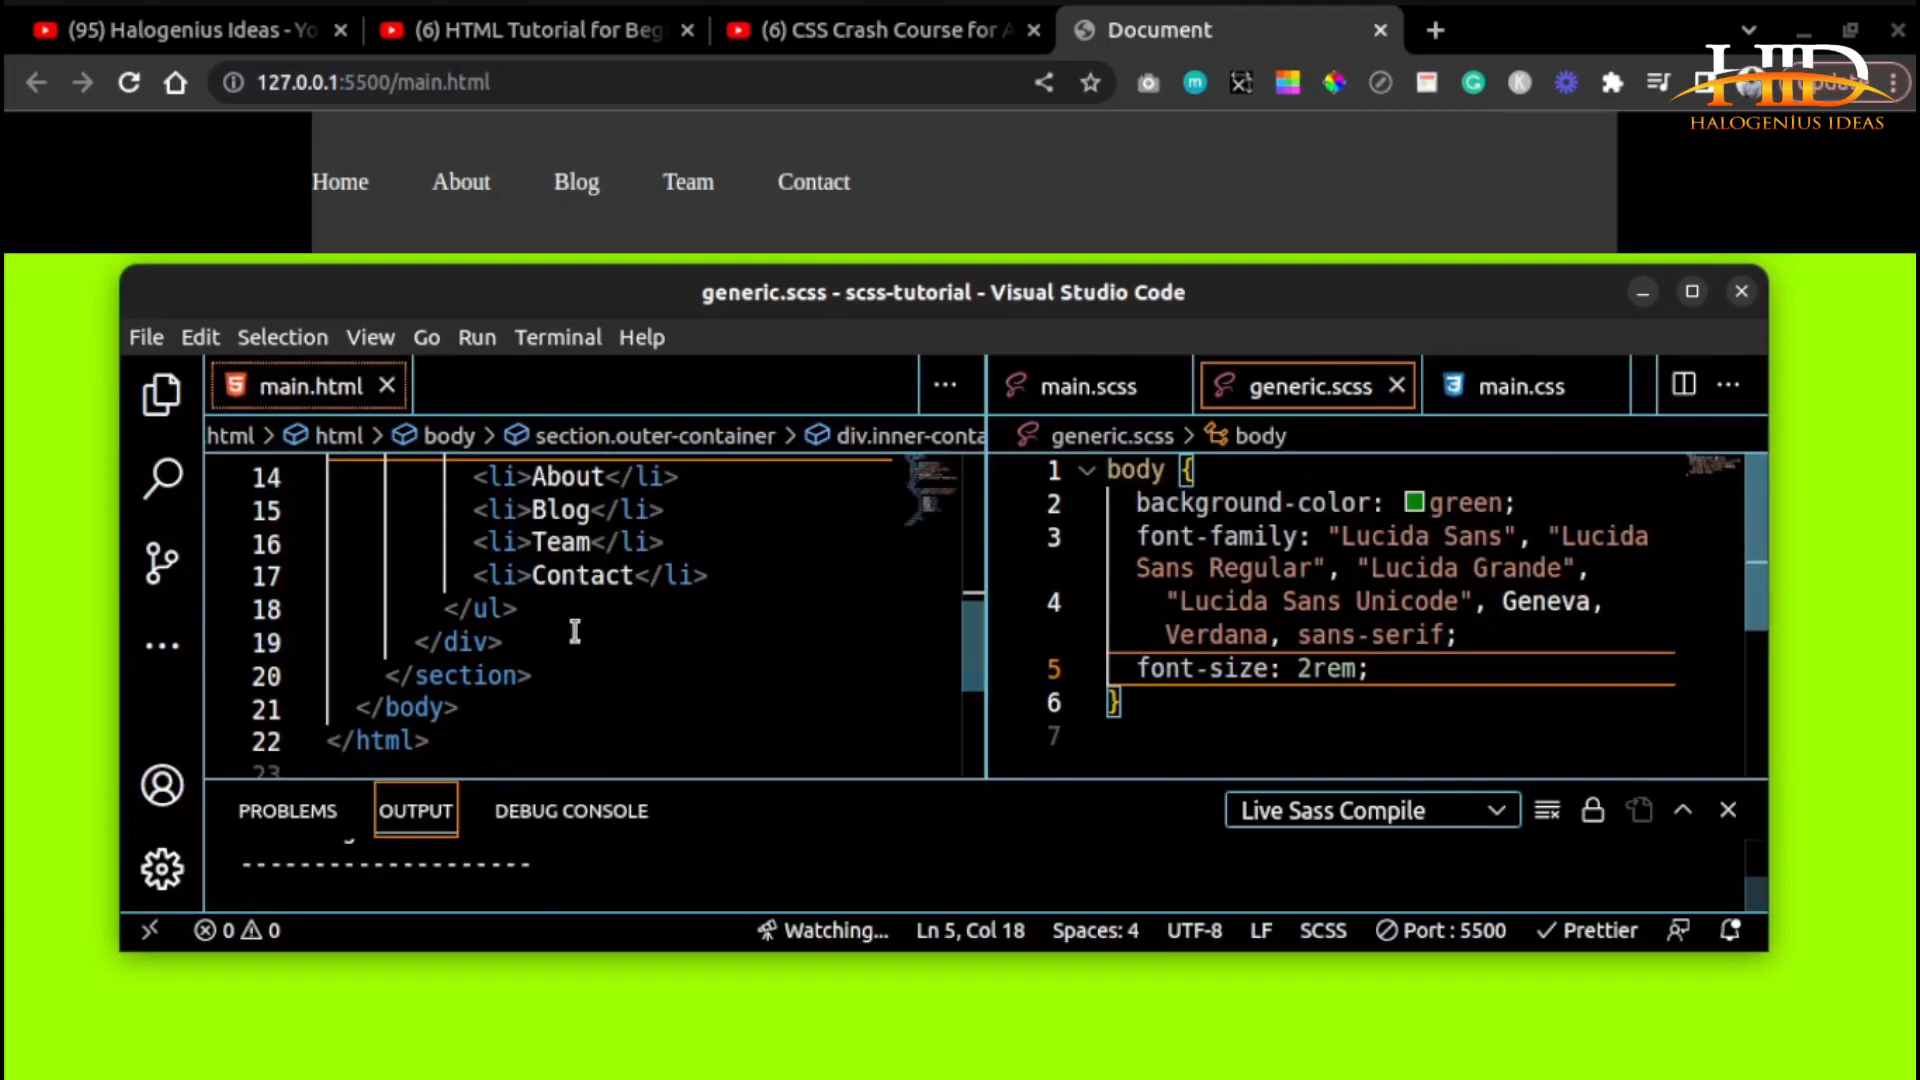 (95) Halogenius Ideas - Yo
(6) HTML Tutorial for Beg
(6) CSS Crash Course for A
Document
127.0.0.1:5500/main.html
HID
HALOGENIUS IDEAS
Home About Blog Team Contact
generic.scss - scss-tutorial - Visual Studio Code
File Edit Selection View Go Run Terminal Help
main.html
main.scss generic.scss main.css
html > html > body > section.outer-container > div.inner-conta
generic.scss > body
14 <li>About</li>
15 <li>Blog</li>
16 <li>Team</li>
17 <li>Contact</li>
18 </ul>
19 </div>
20 </section>
21 </body>
22 </html>
23
1 body {
2 background-color: green;
3 font-family: "Lucida Sans", "Lucida
Sans Regular", "Lucida Grande",
4 "Lucida Sans Unicode", Geneva,
Verdana, sans-serif;
5 font-size: 2rem;
6 }
7
PROBLEMS OUTPUT DEBUG CONSOLE
Live Sass Compile
--------------------
0 0
Watching... Ln 5, Col 18 Spaces: 4 UTF-8 LF SCSS Port : 5500 Prettier